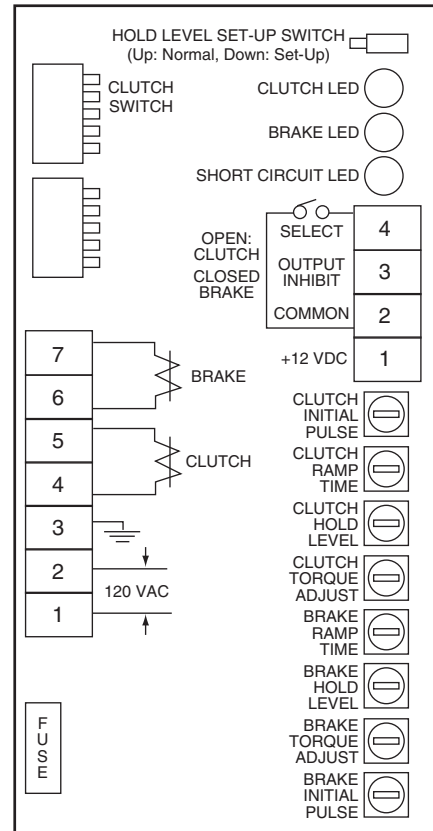 HOLD LEVEL SET-UP SWITCH
(Up: Normal, Down: Set-Up)
CLUTCH
SWITCH
CLUTCH LED
BRAKE LED
SHORT CIRCUIT LED
OPEN:
CLUTCH
CLOSED
BRAKE
SELECT
4
OUTPUT
INHIBIT
3
COMMON
2
+12 VDC
1
7
6
BRAKE
5
4
CLUTCH
3
2
1
120 VAC
CLUTCH
INITIAL
PULSE
CLUTCH
RAMP
TIME
CLUTCH
HOLD
LEVEL
CLUTCH
TORQUE
ADJUST
BRAKE
RAMP
TIME
BRAKE
HOLD
LEVEL
BRAKE
TORQUE
ADJUST
BRAKE
INITIAL
PULSE
F
U
S
E